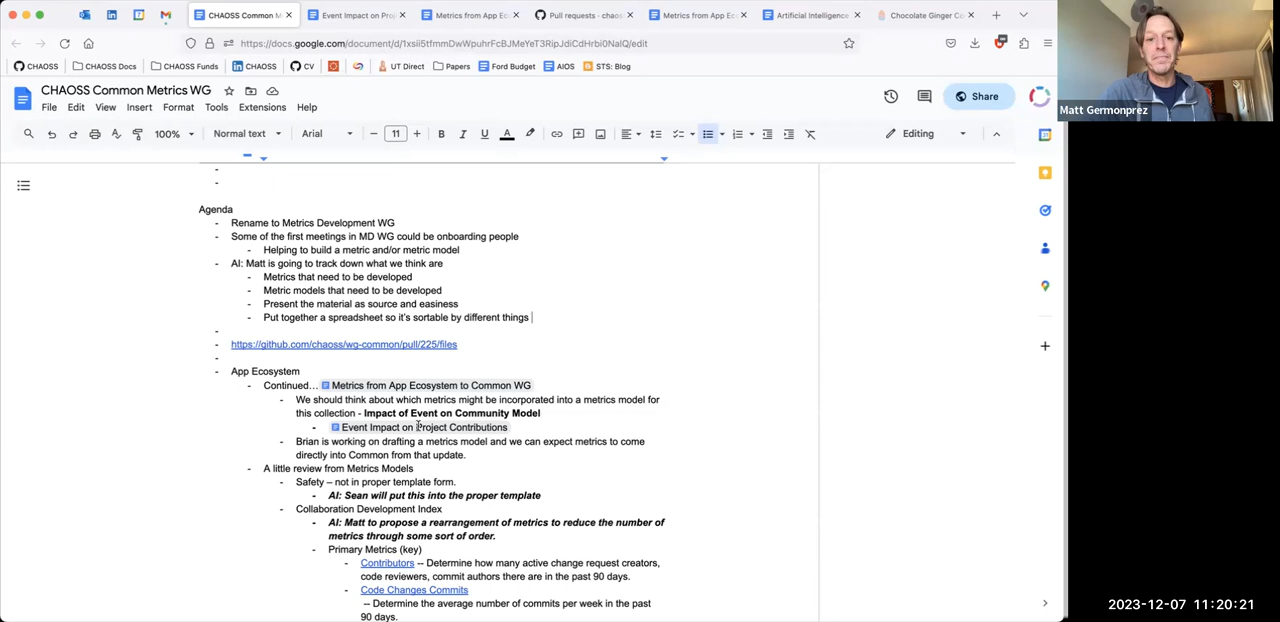 CHAOSS Common M
Event Impact on Proj
Metrics from App Ec
Pull requests · chaos
Metrics from App Ec
Artificial Intelligence
Chocolate Ginger Ca
https://docs.google.com/document/d/1xsii5tfmmDwWpuhrFcBJMeYeT3RipJdiCdHrbi0NalQ/edit
CHAOSS
CHAOSS Docs
CHAOSS Funds
CHAOSS
CV
UT Direct
Papers
Ford Budget
AIOS
STS: Blog
Matt Germonprez
CHAOSS Common Metrics WG
File Edit View Insert Format Tools Extensions Help
Share
100% Normal text Arial 11 B I U A Editing
Agenda
- Rename to Metrics Development WG
- Some of the first meetings in MD WG could be onboarding people
- Helping to build a metric and/or metric model
- AI: Matt is going to track down what we think are
- Metrics that need to be developed
- Metric models that need to be developed
- Present the material as source and easiness
- Put together a spreadsheet so it's sortable by different things
-
- https://github.com/chaoss/wg-common/pull/225/files
-
- App Ecosystem
- Continued… Metrics from App Ecosystem to Common WG
- We should think about which metrics might be incorporated into a metrics model for
this collection - Impact of Event on Community Model
- Event Impact on Project Contributions
- Brian is working on drafting a metrics model and we can expect metrics to come
directly into Common from that update.
- A little review from Metrics Models
- Safety – not in proper template form.
- AI: Sean will put this into the proper template
- Collaboration Development Index
- AI: Matt to propose a rearrangement of metrics to reduce the number of
metrics through some sort of order.
- Primary Metrics (key)
- Contributors -- Determine how many active change request creators,
code reviewers, commit authors there are in the past 90 days.
- Code Changes Commits
-- Determine the average number of commits per week in the past
90 days.
2023-12-07 11:20:21